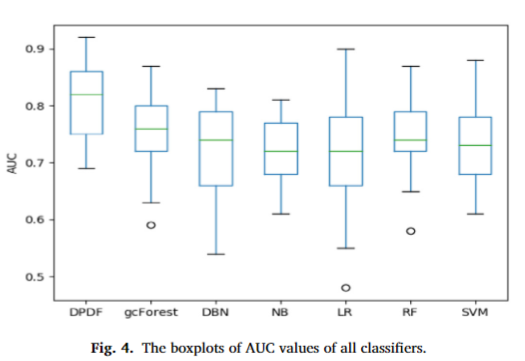 AUC
0.9
0.8
0.7
0.6
0.5
DPDF gcForest DBN NB LR RF SVM
Fig. 4. The boxplots of AUC values of all classifiers.